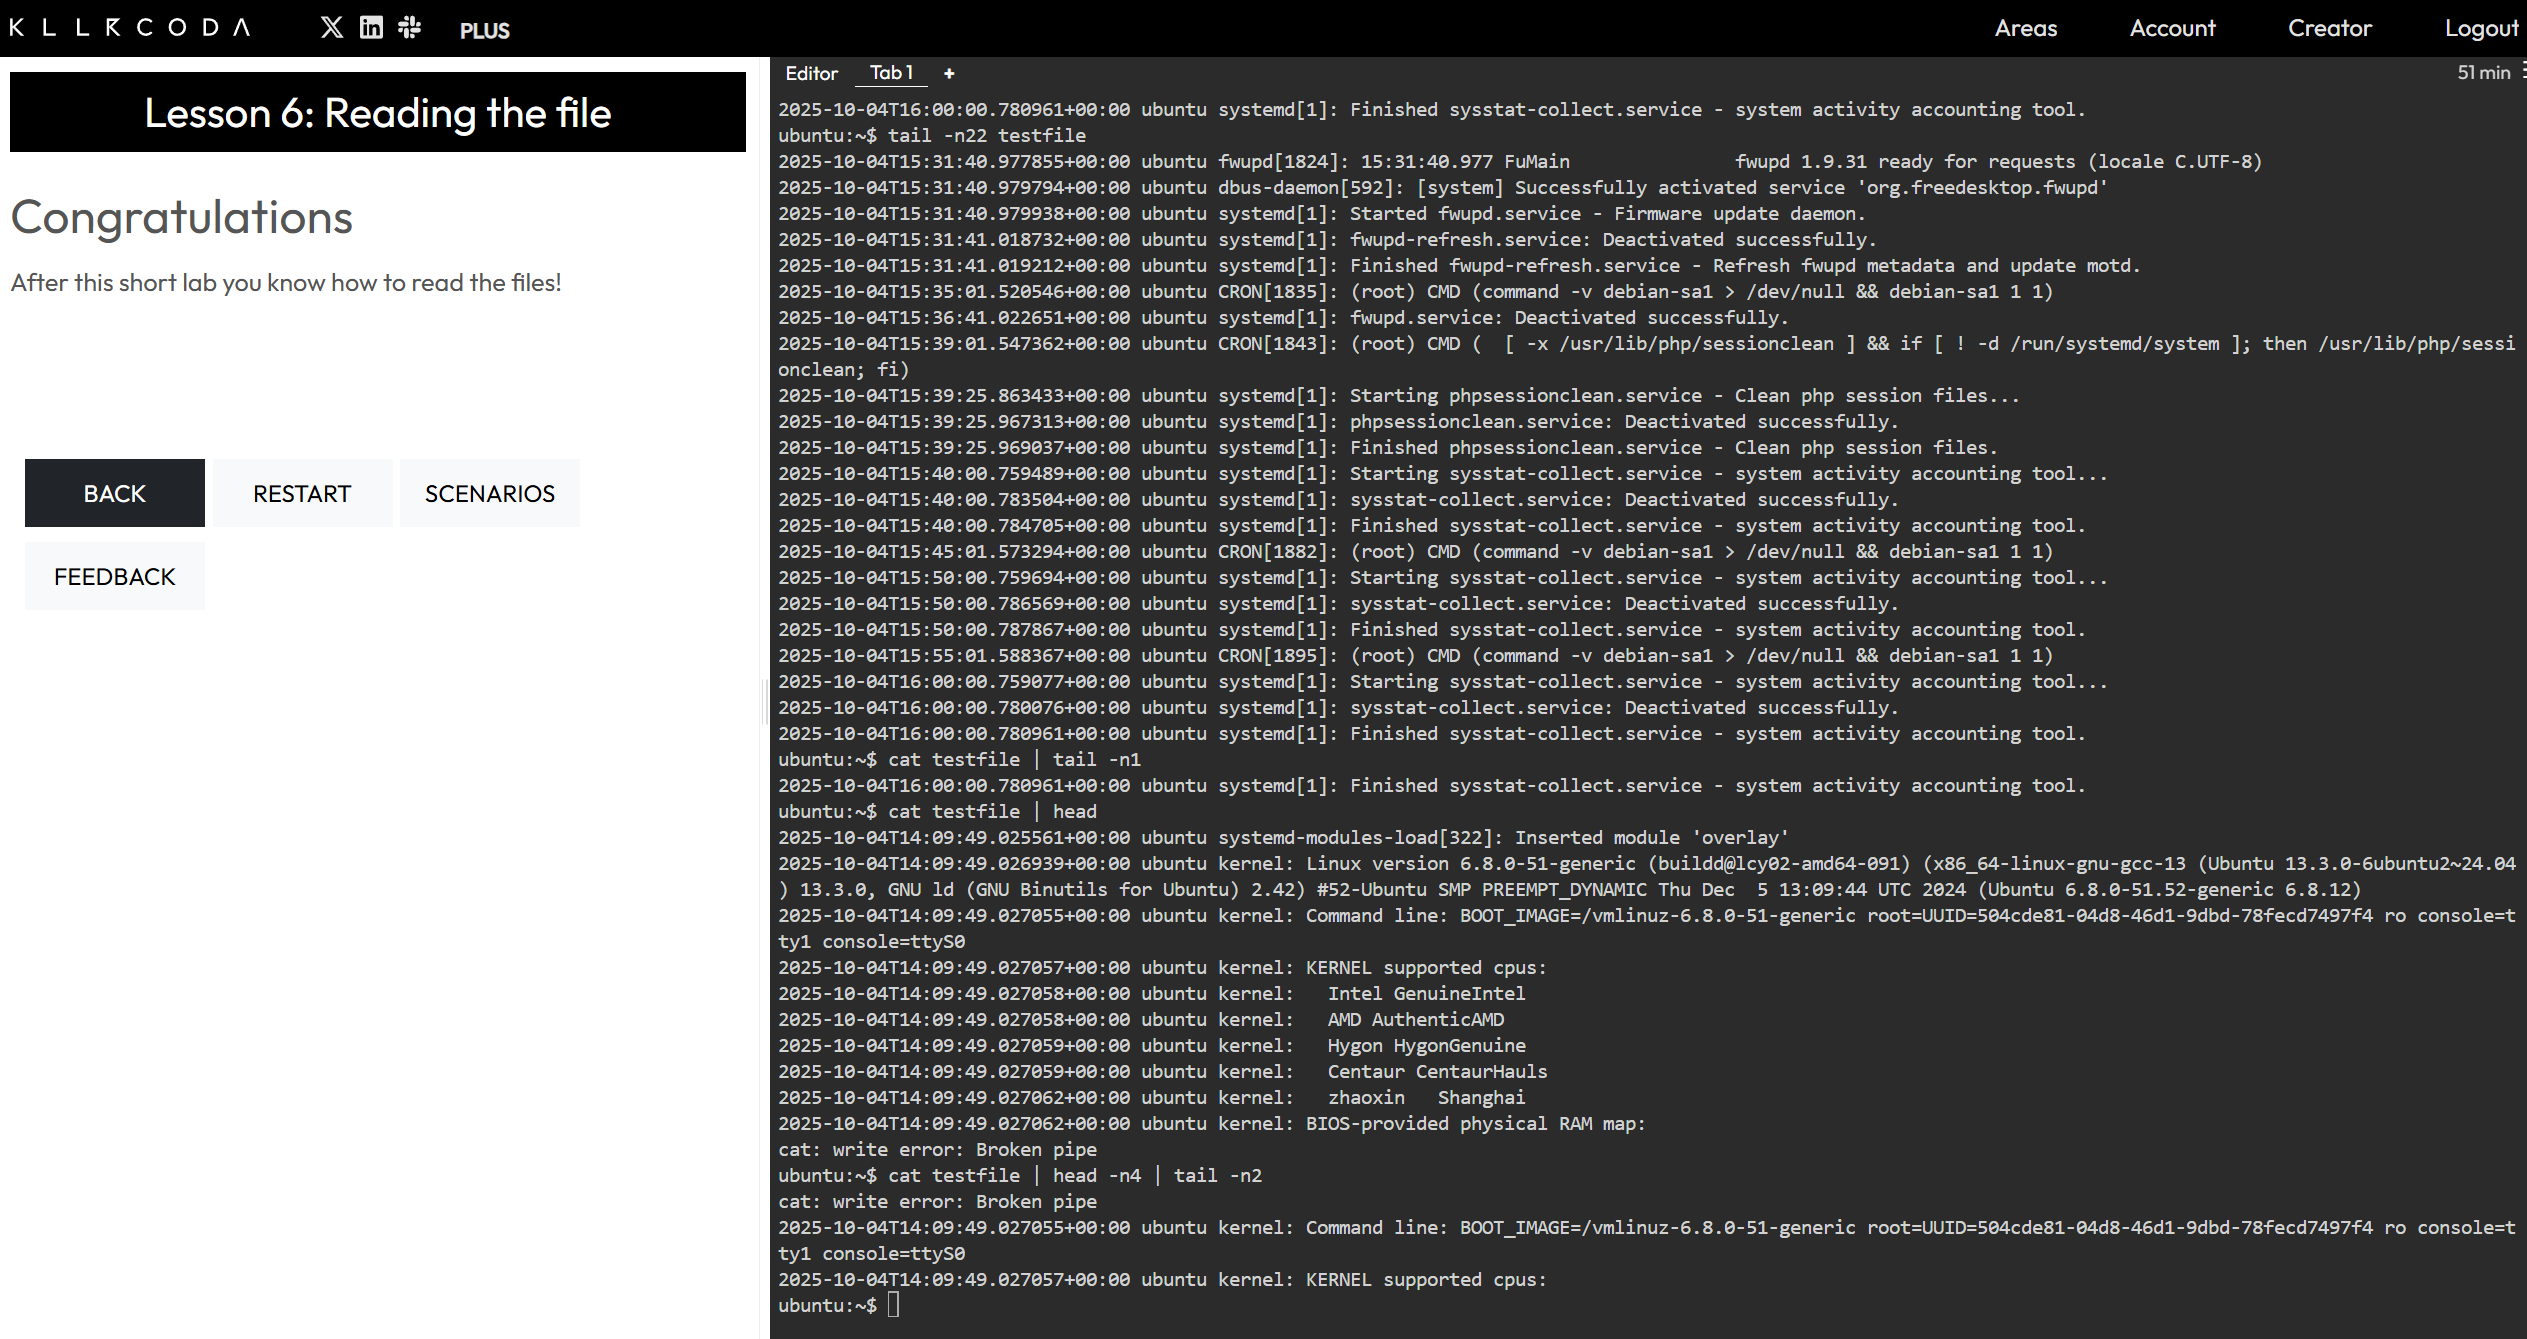 KLLRCODA
PLUS
Areas
Account
Creator
Logout
Lesson 6: Reading the file
Congratulations
After this short lab you know how to read the files!
BACK
RESTART
SCENARIOS
FEEDBACK
Editor
Tab 1
+
51 min
2025-10-04T16:00:00.780961+00:00 ubuntu systemd[1]: Finished sysstat-collect.service - system activity accounting tool.
ubuntu:~$ tail -n22 testfile
2025-10-04T15:31:40.977855+00:00 ubuntu fwupd[1824]: 15:31:40.977 FuMain               fwupd 1.9.31 ready for requests (locale C.UTF-8)
2025-10-04T15:31:40.979794+00:00 ubuntu dbus-daemon[592]: [system] Successfully activated service 'org.freedesktop.fwupd'
2025-10-04T15:31:40.979938+00:00 ubuntu systemd[1]: Started fwupd.service - Firmware update daemon.
2025-10-04T15:31:41.018732+00:00 ubuntu systemd[1]: fwupd-refresh.service: Deactivated successfully.
2025-10-04T15:31:41.019212+00:00 ubuntu systemd[1]: Finished fwupd-refresh.service - Refresh fwupd metadata and update motd.
2025-10-04T15:35:01.520546+00:00 ubuntu CRON[1835]: (root) CMD (command -v debian-sa1 > /dev/null && debian-sa1 1 1)
2025-10-04T15:36:41.022651+00:00 ubuntu systemd[1]: fwupd.service: Deactivated successfully.
2025-10-04T15:39:01.547362+00:00 ubuntu CRON[1843]: (root) CMD (  [ -x /usr/lib/php/sessionclean ] && if [ ! -d /run/systemd/system ]; then /usr/lib/php/sessi
onclean; fi)
2025-10-04T15:39:25.863433+00:00 ubuntu systemd[1]: Starting phpsessionclean.service - Clean php session files...
2025-10-04T15:39:25.967313+00:00 ubuntu systemd[1]: phpsessionclean.service: Deactivated successfully.
2025-10-04T15:39:25.969037+00:00 ubuntu systemd[1]: Finished phpsessionclean.service - Clean php session files.
2025-10-04T15:40:00.759489+00:00 ubuntu systemd[1]: Starting sysstat-collect.service - system activity accounting tool...
2025-10-04T15:40:00.783504+00:00 ubuntu systemd[1]: sysstat-collect.service: Deactivated successfully.
2025-10-04T15:40:00.784705+00:00 ubuntu systemd[1]: Finished sysstat-collect.service - system activity accounting tool.
2025-10-04T15:45:01.573294+00:00 ubuntu CRON[1882]: (root) CMD (command -v debian-sa1 > /dev/null && debian-sa1 1 1)
2025-10-04T15:50:00.759694+00:00 ubuntu systemd[1]: Starting sysstat-collect.service - system activity accounting tool...
2025-10-04T15:50:00.786569+00:00 ubuntu systemd[1]: sysstat-collect.service: Deactivated successfully.
2025-10-04T15:50:00.787867+00:00 ubuntu systemd[1]: Finished sysstat-collect.service - system activity accounting tool.
2025-10-04T15:55:01.588367+00:00 ubuntu CRON[1895]: (root) CMD (command -v debian-sa1 > /dev/null && debian-sa1 1 1)
2025-10-04T16:00:00.759077+00:00 ubuntu systemd[1]: Starting sysstat-collect.service - system activity accounting tool...
2025-10-04T16:00:00.780076+00:00 ubuntu systemd[1]: sysstat-collect.service: Deactivated successfully.
2025-10-04T16:00:00.780961+00:00 ubuntu systemd[1]: Finished sysstat-collect.service - system activity accounting tool.
ubuntu:~$ cat testfile | tail -n1
2025-10-04T16:00:00.780961+00:00 ubuntu systemd[1]: Finished sysstat-collect.service - system activity accounting tool.
ubuntu:~$ cat testfile | head
2025-10-04T14:09:49.025561+00:00 ubuntu systemd-modules-load[322]: Inserted module 'overlay'
2025-10-04T14:09:49.026939+00:00 ubuntu kernel: Linux version 6.8.0-51-generic (buildd@lcy02-amd64-091) (x86_64-linux-gnu-gcc-13 (Ubuntu 13.3.0-6ubuntu2~24.04
) 13.3.0, GNU ld (GNU Binutils for Ubuntu) 2.42) #52-Ubuntu SMP PREEMPT_DYNAMIC Thu Dec  5 13:09:44 UTC 2024 (Ubuntu 6.8.0-51.52-generic 6.8.12)
2025-10-04T14:09:49.027055+00:00 ubuntu kernel: Command line: BOOT_IMAGE=/vmlinuz-6.8.0-51-generic root=UUID=504cde81-04d8-46d1-9dbd-78fecd7497f4 ro console=t
ty1 console=ttyS0
2025-10-04T14:09:49.027057+00:00 ubuntu kernel: KERNEL supported cpus:
2025-10-04T14:09:49.027058+00:00 ubuntu kernel:   Intel GenuineIntel
2025-10-04T14:09:49.027058+00:00 ubuntu kernel:   AMD AuthenticAMD
2025-10-04T14:09:49.027059+00:00 ubuntu kernel:   Hygon HygonGenuine
2025-10-04T14:09:49.027059+00:00 ubuntu kernel:   Centaur CentaurHauls
2025-10-04T14:09:49.027062+00:00 ubuntu kernel:   zhaoxin   Shanghai
2025-10-04T14:09:49.027062+00:00 ubuntu kernel: BIOS-provided physical RAM map:
cat: write error: Broken pipe
ubuntu:~$ cat testfile | head -n4 | tail -n2
cat: write error: Broken pipe
2025-10-04T14:09:49.027055+00:00 ubuntu kernel: Command line: BOOT_IMAGE=/vmlinuz-6.8.0-51-generic root=UUID=504cde81-04d8-46d1-9dbd-78fecd7497f4 ro console=t
ty1 console=ttyS0
2025-10-04T14:09:49.027057+00:00 ubuntu kernel: KERNEL supported cpus:
ubuntu:~$